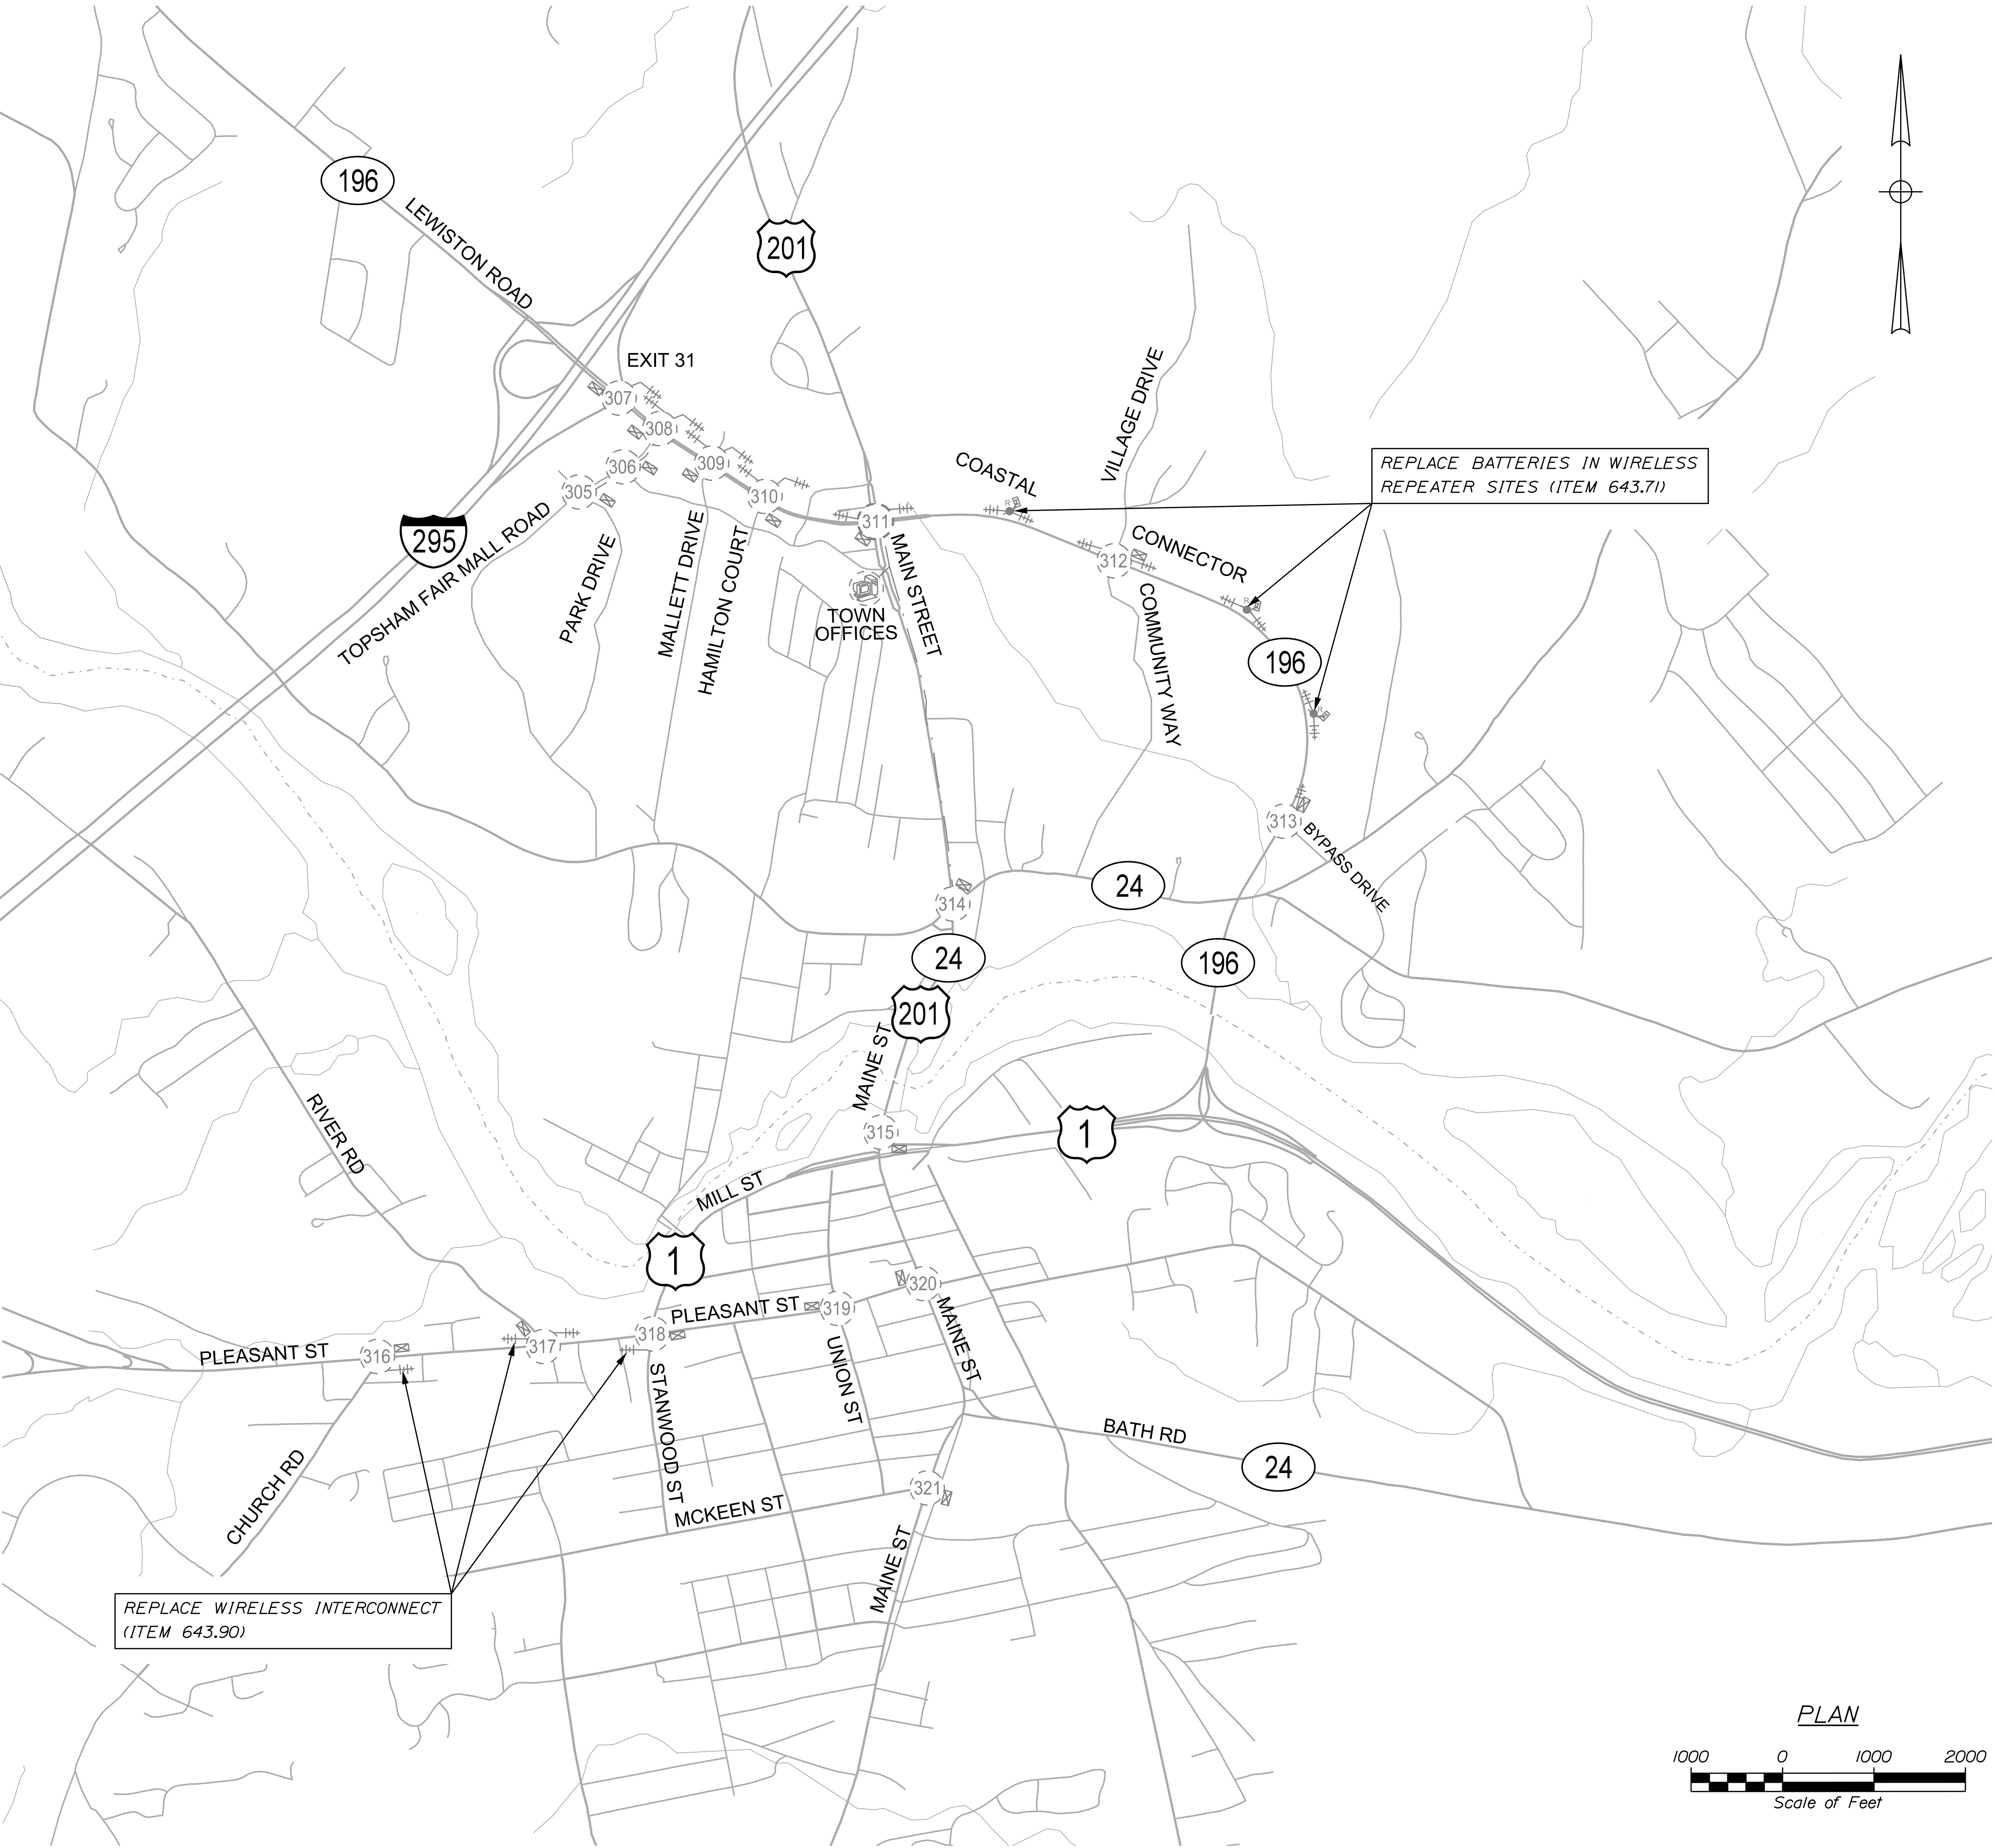 196
LEWISTON ROAD
201
EXIT 31
307
308
309
306
305
310
311
295
TOPSHAM FAIR MALL ROAD
PARK DRIVE
MALLETT DRIVE
HAMILTON COURT
TOWN
OFFICES
MAIN STREET
COASTAL
R
VILLAGE DRIVE
312
CONNECTOR
COMMUNITY WAY
R
196
R
REPLACE BATTERIES IN WIRELESS
REPEATER SITES (ITEM 643.71)
313
BYPASS DRIVE
24
314
24
201
196
MAINE ST
315
1
RIVER RD
MILL ST
1
320
PLEASANT ST
319
318
317
PLEASANT ST
316
MAINE ST
UNION ST
STANWOOD ST
BATH RD
24
CHURCH RD
MCKEEN ST
321
MAINE ST
REPLACE WIRELESS INTERCONNECT
(ITEM 643.90)
PLAN
1000 0 1000 2000
Scale of Feet